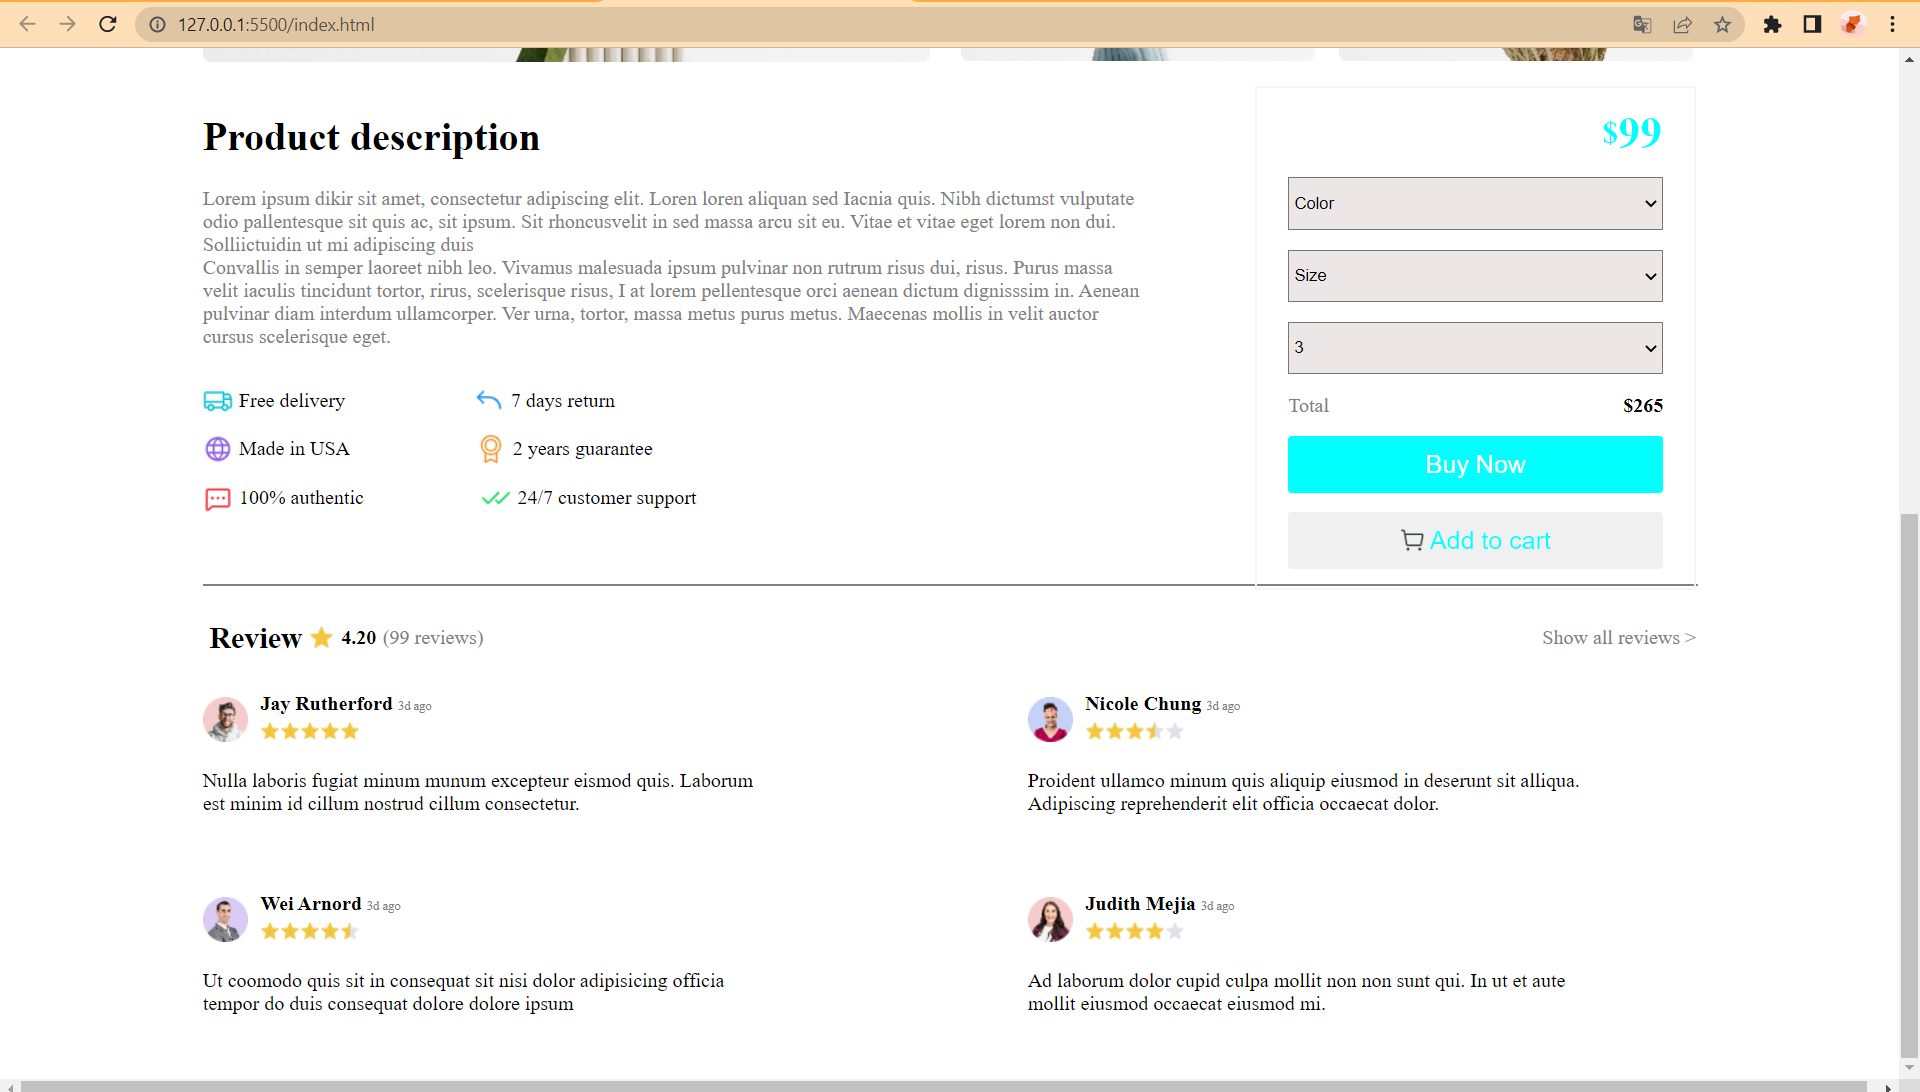 127.0.0.1:5500/index.html
Product description
Lorem ipsum dikir sit amet, consectetur adipiscing elit. Loren loren aliquan sed Iacnia quis. Nibh dictumst vulputate
odio pallentesque sit quis ac, sit ipsum. Sit rhoncusvelit in sed massa arcu sit eu. Vitae et vitae eget lorem non dui.
Solliictuidin ut mi adipiscing duis
Convallis in semper laoreet nibh leo. Vivamus malesuada ipsum pulvinar non rutrum risus dui, risus. Purus massa
velit iaculis tincidunt tortor, rirus, scelerisque risus, I at lorem pellentesque orci aenean dictum dignisssim in. Aenean
pulvinar diam interdum ullamcorper. Ver urna, tortor, massa metus purus metus. Maecenas mollis in velit auctor
cursus scelerisque eget.
Free delivery
7 days return
Made in USA
2 years guarantee
100% authentic
24/7 customer support
$99
Color
Size
3
Total $265
Buy Now
Add to cart
Review 4.20 (99 reviews)
Show all reviews >
Jay Rutherford 3d ago
Nulla laboris fugiat minum munum excepteur eismod quis. Laborum
est minim id cillum nostrud cillum consectetur.
Nicole Chung 3d ago
Proident ullamco minum quis aliquip eiusmod in deserunt sit alliqua.
Adipiscing reprehenderit elit officia occaecat dolor.
Wei Arnord 3d ago
Ut coomodo quis sit in consequat sit nisi dolor adipisicing officia
tempor do duis consequat dolore dolore ipsum
Judith Mejia 3d ago
Ad laborum dolor cupid culpa mollit non non sunt qui. In ut et aute
mollit eiusmod occaecat eiusmod mi.